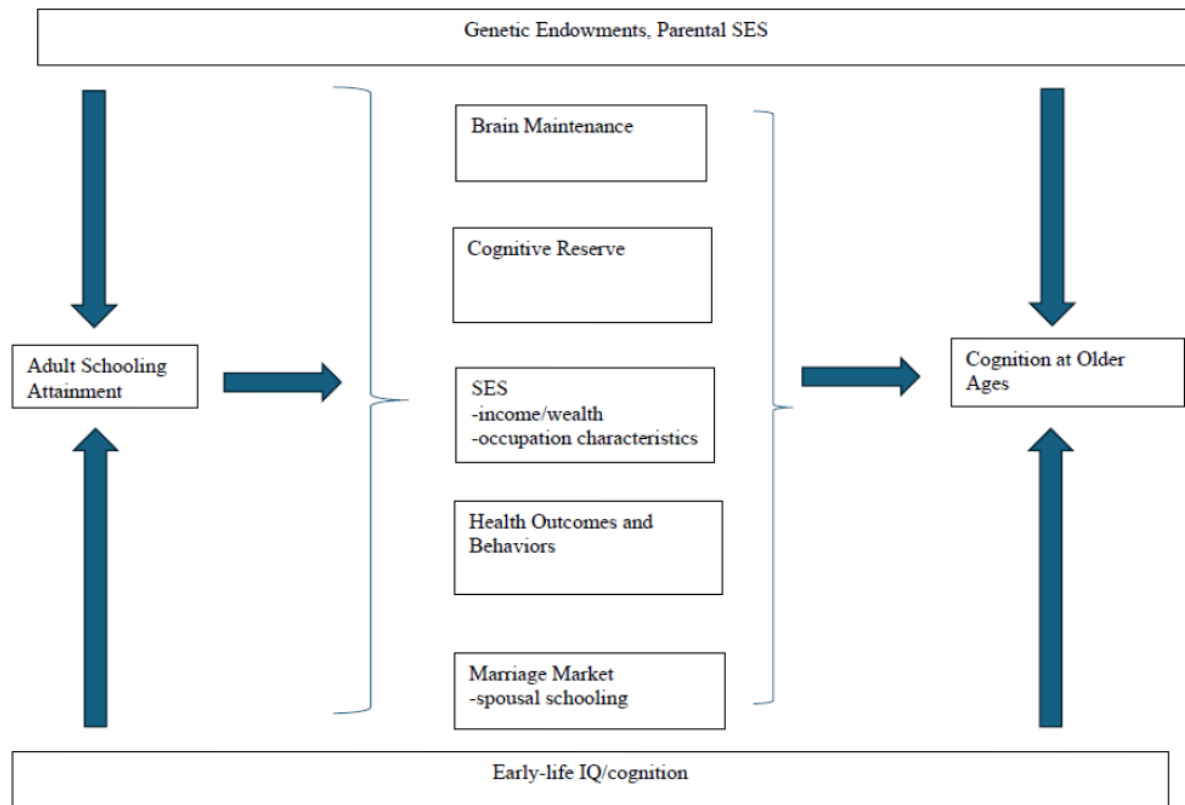 Genetic Endowments, Parental SES
Brain Maintenance
Cognitive Reserve
Adult Schooling
Attainment
SES
-income/wealth
-occupation characteristics
Cognition at Older
Ages
Health Outcomes and
Behaviors
Marriage Market
-spousal schooling
Early-life IQ/cognition